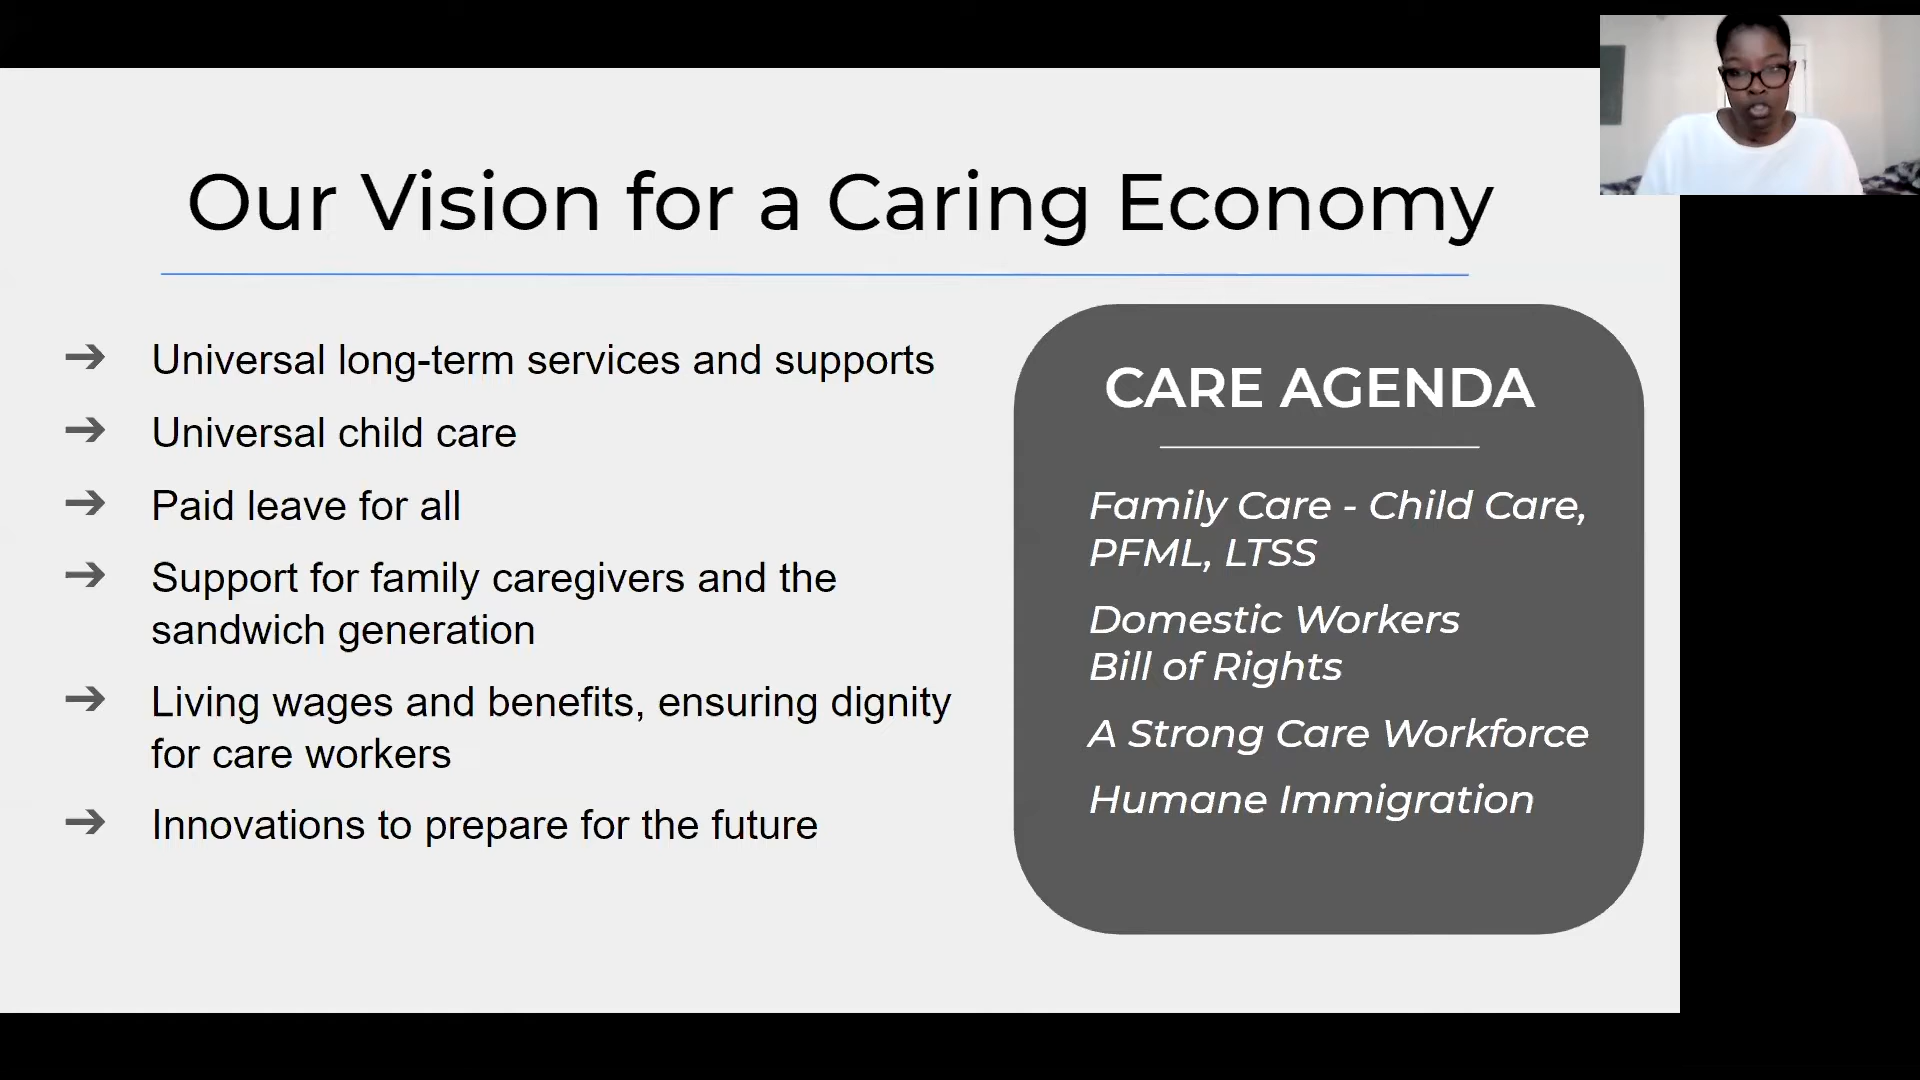 Our Vision for a Caring Economy
➔ Universal long-term services and supports
➔ Universal child care
➔ Paid leave for all
➔ Support for family caregivers and the
sandwich generation
➔ Living wages and benefits, ensuring dignity
for care workers
➔ Innovations to prepare for the future
CARE AGENDA
Family Care - Child Care,
PFML, LTSS
Domestic Workers
Bill of Rights
A Strong Care Workforce
Humane Immigration